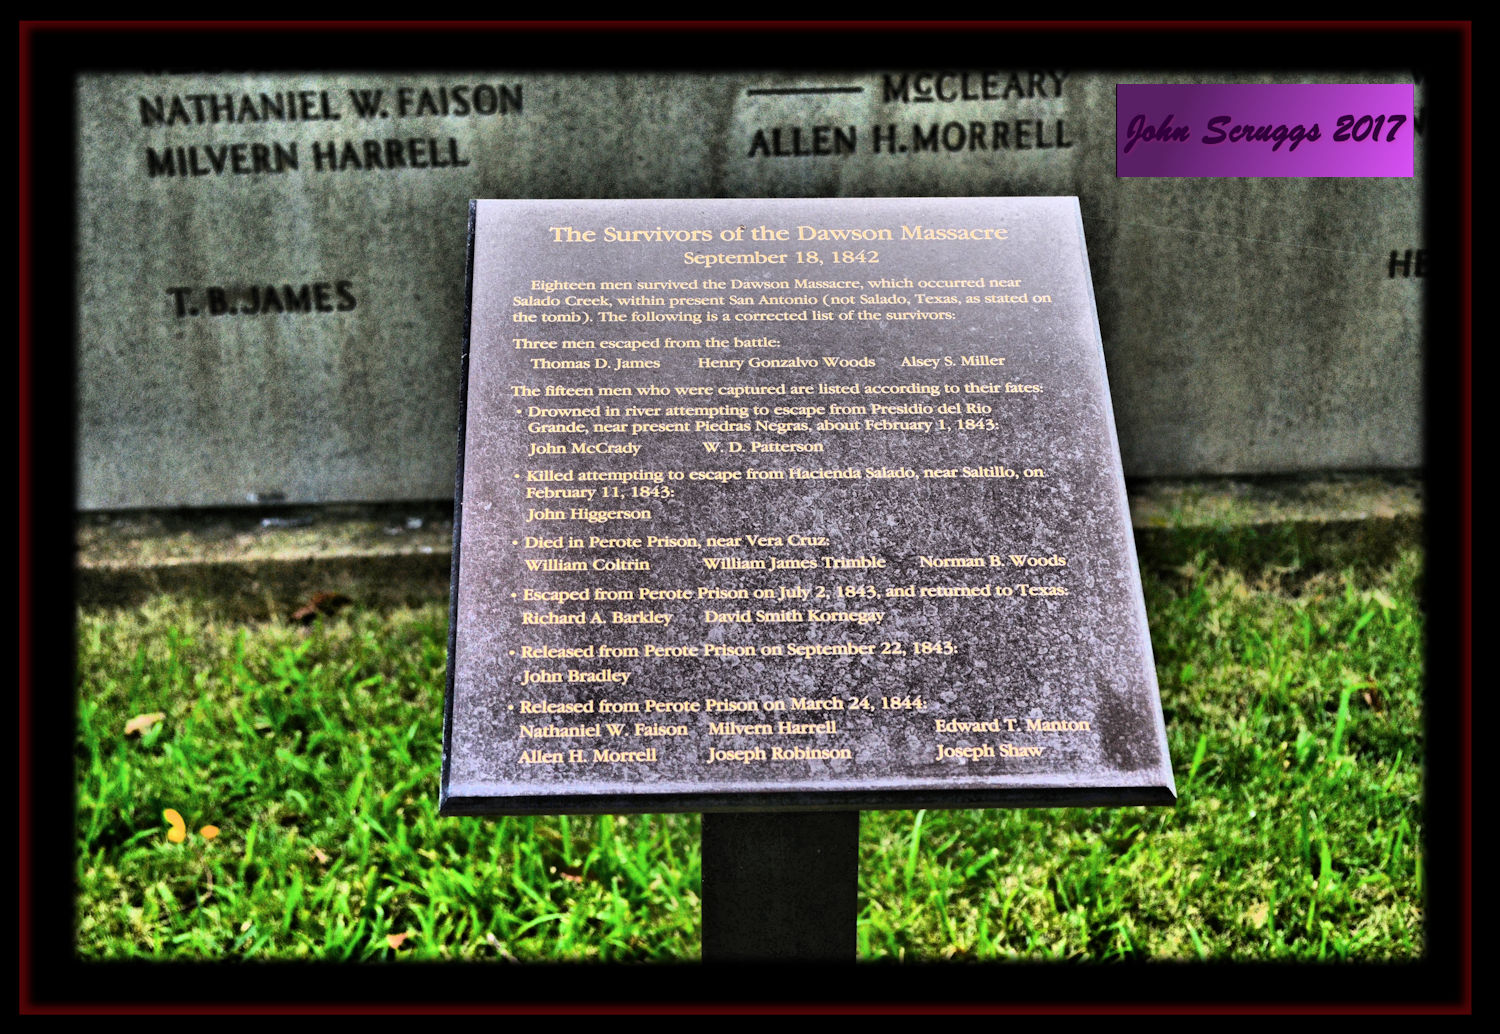 NATHANIEL W. FAISON
MILVERN HARRELL
T. B. JAMES
McCLEARY
ALLEN H. MORRELL
John Scruggs 2017
The Survivors of the Dawson Massacre
September 18, 1842
Eighteen men survived the Dawson Massacre, which occurred near
Salado Creek, within present San Antonio (not Salado, Texas, as stated on
the tomb). The following is a corrected list of the survivors:
Three men escaped from the battle:
Thomas D. James Henry Gonzalvo Woods Alsey S. Miller
The fifteen men who were captured are listed according to their fates:
• Drowned in river attempting to escape from Presidio del Rio
Grande, near present Piedras Negras, about February 1, 1843:
John McCrady W. D. Patterson
• Killed attempting to escape from Hacienda Salado, near Saltillo, on
February 11, 1843:
John Higgerson
• Died in Perote Prison, near Vera Cruz:
William Coltrin William James Trimble Norman B. Woods
• Escaped from Perote Prison on July 2, 1843, and returned to Texas:
Richard A. Barkley David Smith Kornegay
• Released from Perote Prison on September 22, 1843:
John Bradley
• Released from Perote Prison on March 24, 1844:
Nathaniel W. Faison Milvern Harrell Edward T. Manton
Allen H. Morrell Joseph Robinson Joseph Shaw